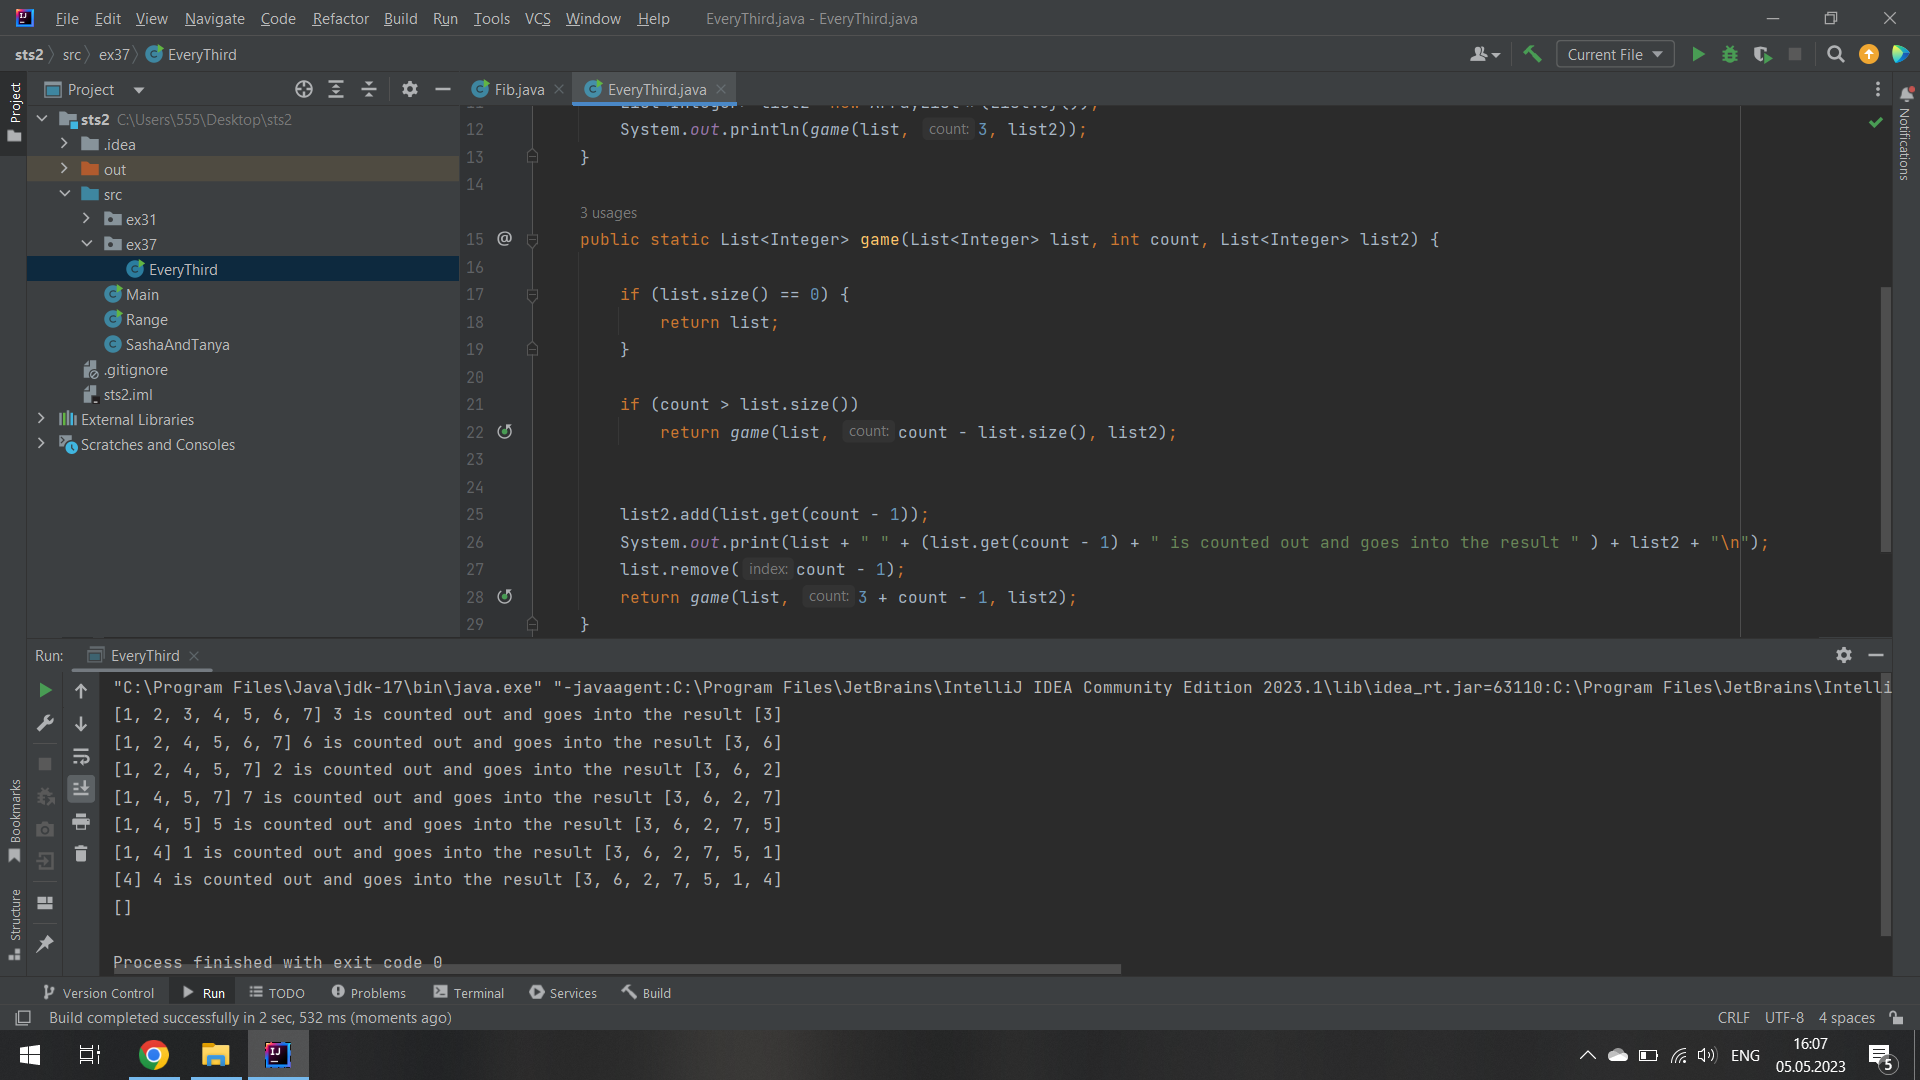 File Edit View Navigate Code Refactor Build Run Tools VCS Window Help EveryThird.java - EveryThird.java
sts2 src ex37 EveryThird
Current File
Project
Fib.java
EveryThird.java
Project
sts2 C:\Users\555\Desktop\sts2
.idea
out
src
ex31
ex37
EveryThird
Main
Range
SashaAndTanya
.gitignore
sts2.iml
External Libraries
Scratches and Consoles
12 System.out.println(game(list, count: 3, list2));
13 }
14
3 usages
15 @ public static List<Integer> game(List<Integer> list, int count, List<Integer> list2) {
16
17 if (list.size() == 0) {
18 return list;
19 }
20
21 if (count > list.size())
22 return game(list, count: count - list.size(), list2);
23
24
25 list2.add(list.get(count - 1));
26 System.out.print(list + " " + (list.get(count - 1) + " is counted out and goes into the result " ) + list2 + "\n");
27 list.remove( index: count - 1);
28 return game(list, count: 3 + count - 1, list2);
29 }
Notifications
Run: EveryThird
"C:\Program Files\Java\jdk-17\bin\java.exe" "-javaagent:C:\Program Files\JetBrains\IntelliJ IDEA Community Edition 2023.1\lib\idea_rt.jar=63110:C:\Program Files\JetBrains\Intelli
[1, 2, 3, 4, 5, 6, 7] 3 is counted out and goes into the result [3]
[1, 2, 4, 5, 6, 7] 6 is counted out and goes into the result [3, 6]
[1, 2, 4, 5, 7] 2 is counted out and goes into the result [3, 6, 2]
[1, 4, 5, 7] 7 is counted out and goes into the result [3, 6, 2, 7]
[1, 4, 5] 5 is counted out and goes into the result [3, 6, 2, 7, 5]
[1, 4] 1 is counted out and goes into the result [3, 6, 2, 7, 5, 1]
[4] 4 is counted out and goes into the result [3, 6, 2, 7, 5, 1, 4]
[]
Process finished with exit code 0
Bookmarks
Structure
Version Control Run TODO Problems Terminal Services Build
Build completed successfully in 2 sec, 532 ms (moments ago)
CRLF UTF-8 4 spaces
ENG
16:07
05.05.2023
5